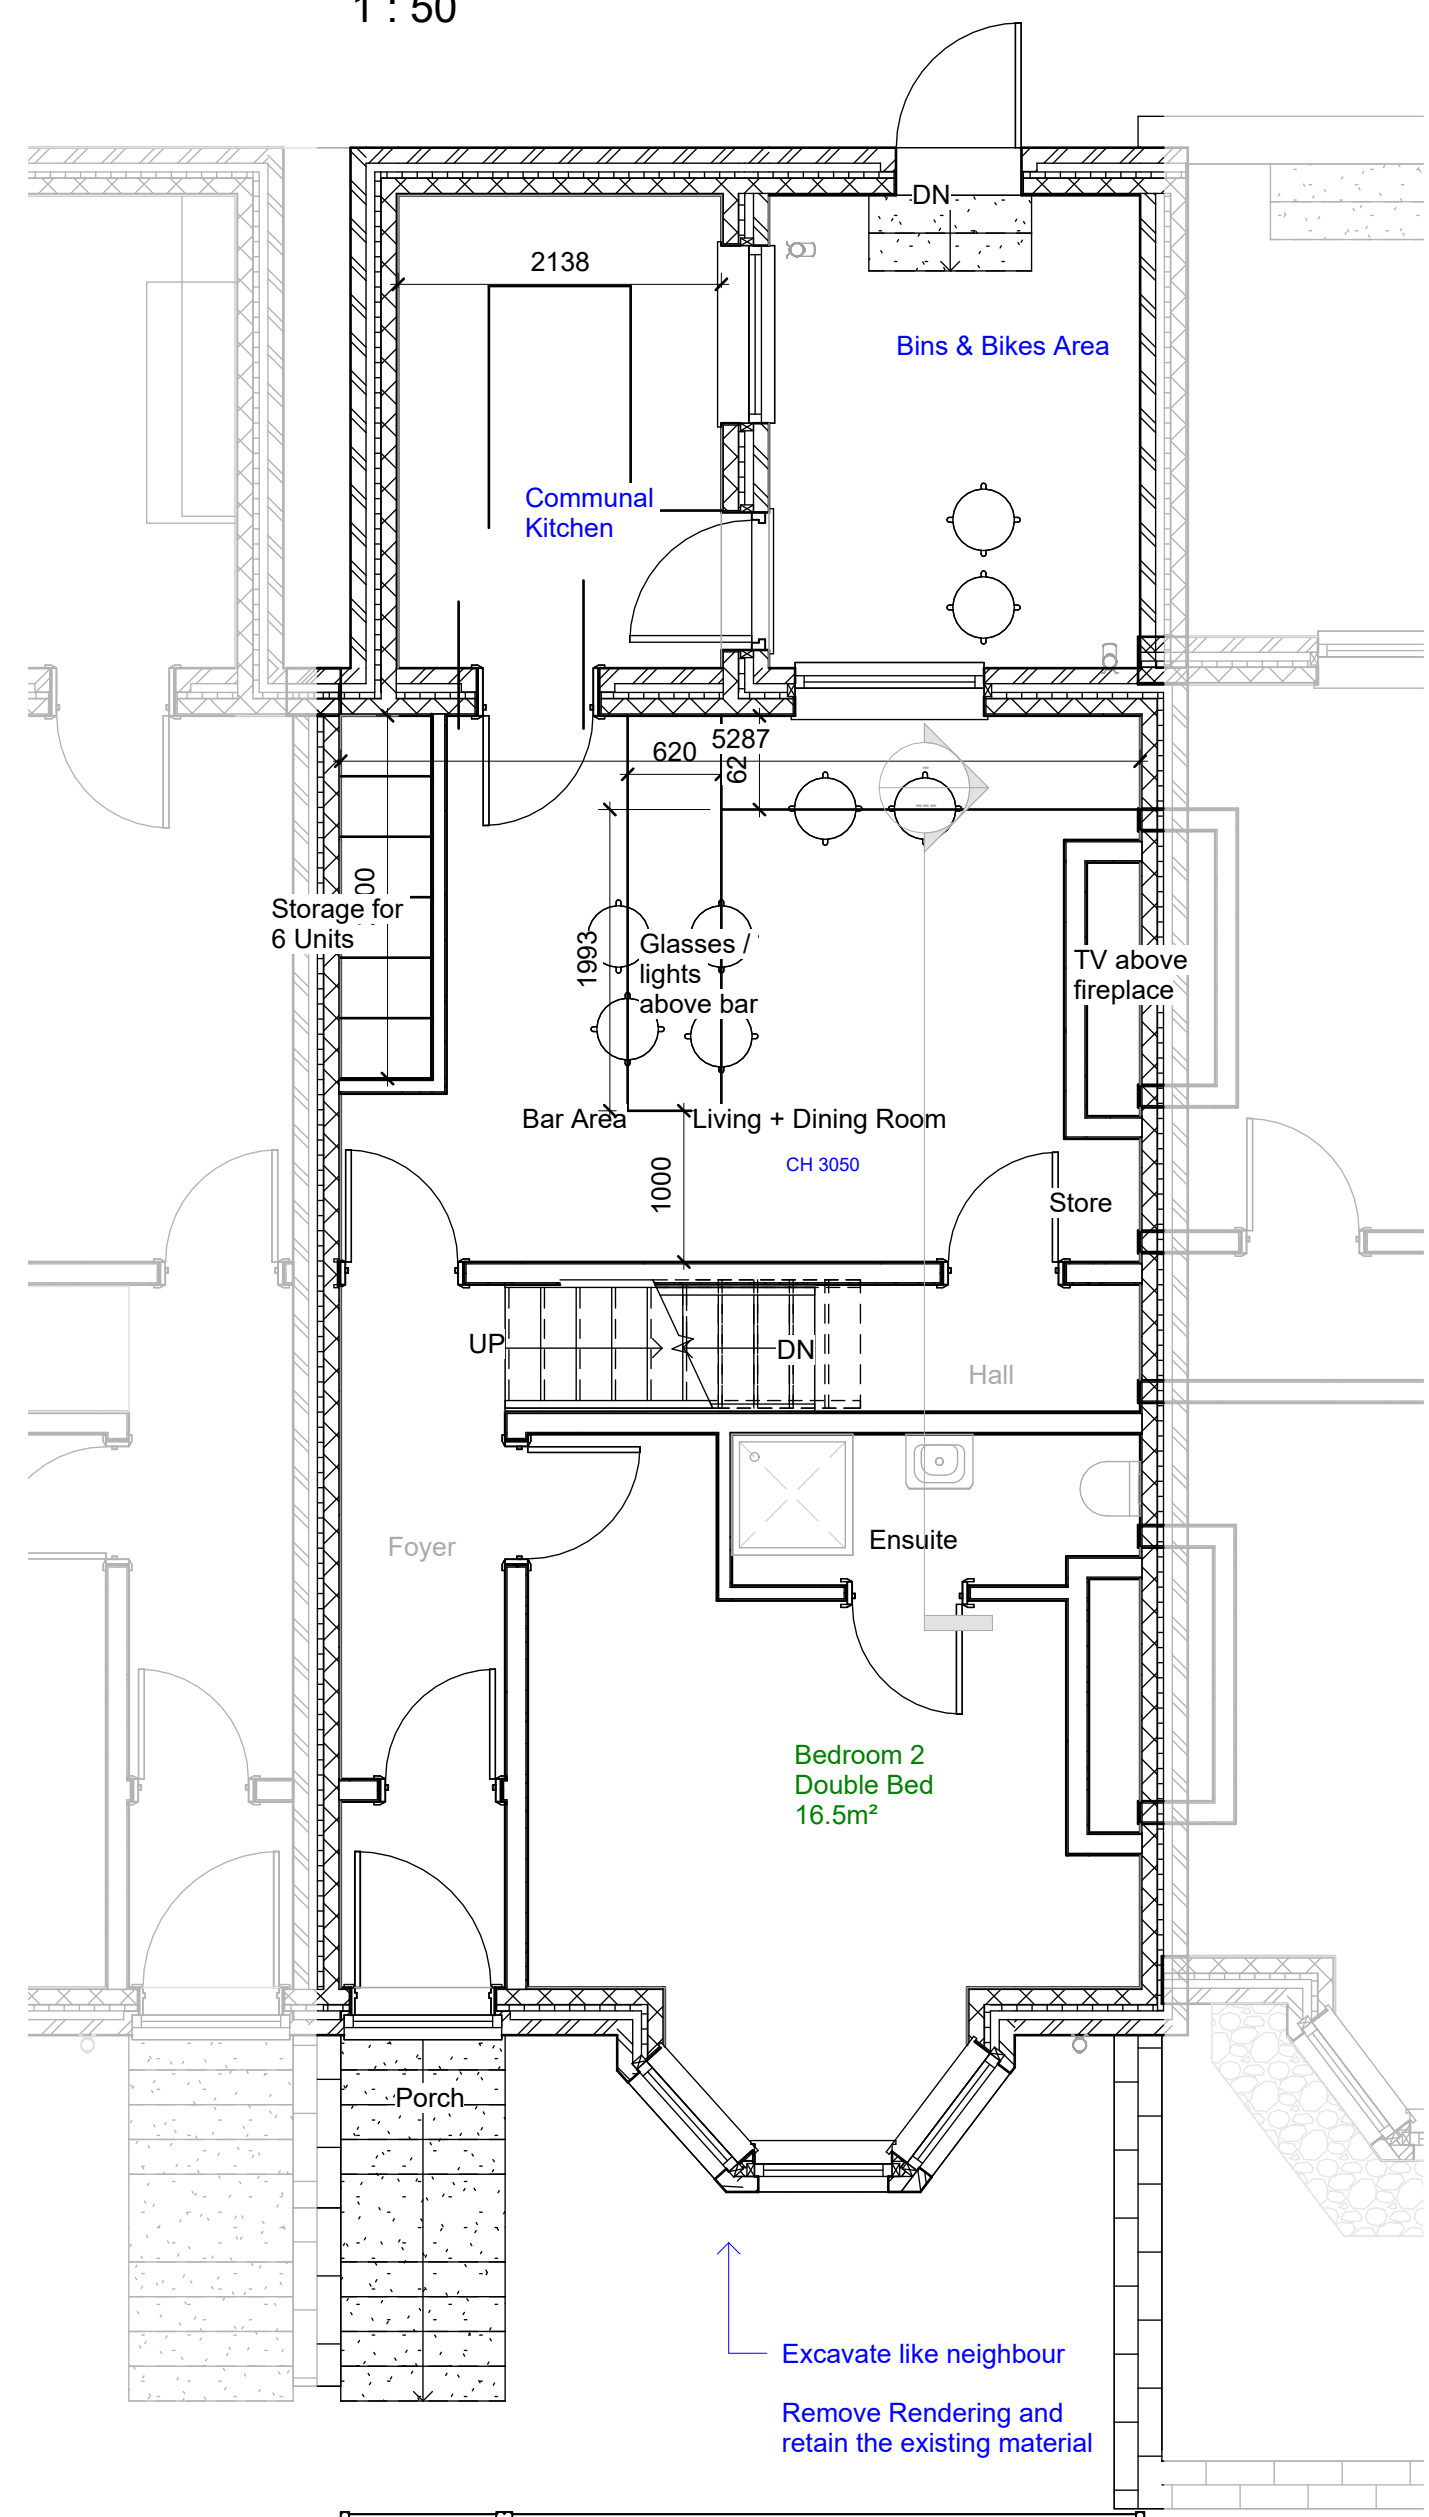 1 : 50
DN
2138
Bins & Bikes Area
Communal
Kitchen
5287
620
62
00
Storage for
6 Units
1993
Glasses /
lights
above bar
TV above
fireplace
Bar Area
Living + Dining Room
CH 3050
1000
Store
UP
DN
Hall
Foyer
Ensuite
Bedroom 2
Double Bed
16.5m²
Porch
Excavate like neighbour
Remove Rendering and
retain the existing material